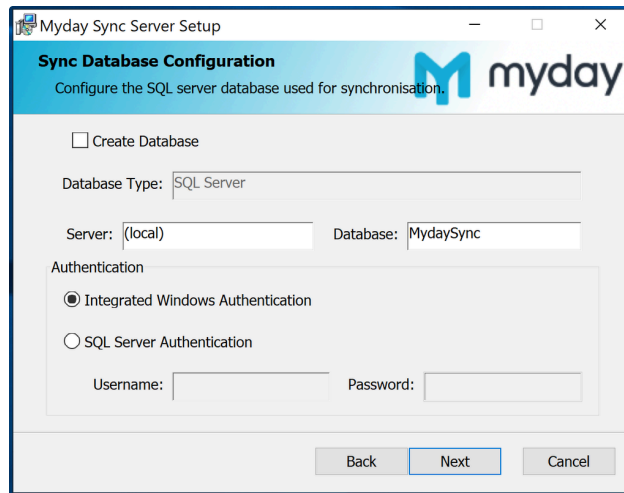 Myday Sync Server Setup
Sync Database Configuration
Configure the SQL server database used for synchronisation.
myday
Create Database
Database Type: SQL Server
Server: (local) Database: MydaySync
Authentication
Integrated Windows Authentication
SQL Server Authentication
Username: Password:
Back Next Cancel